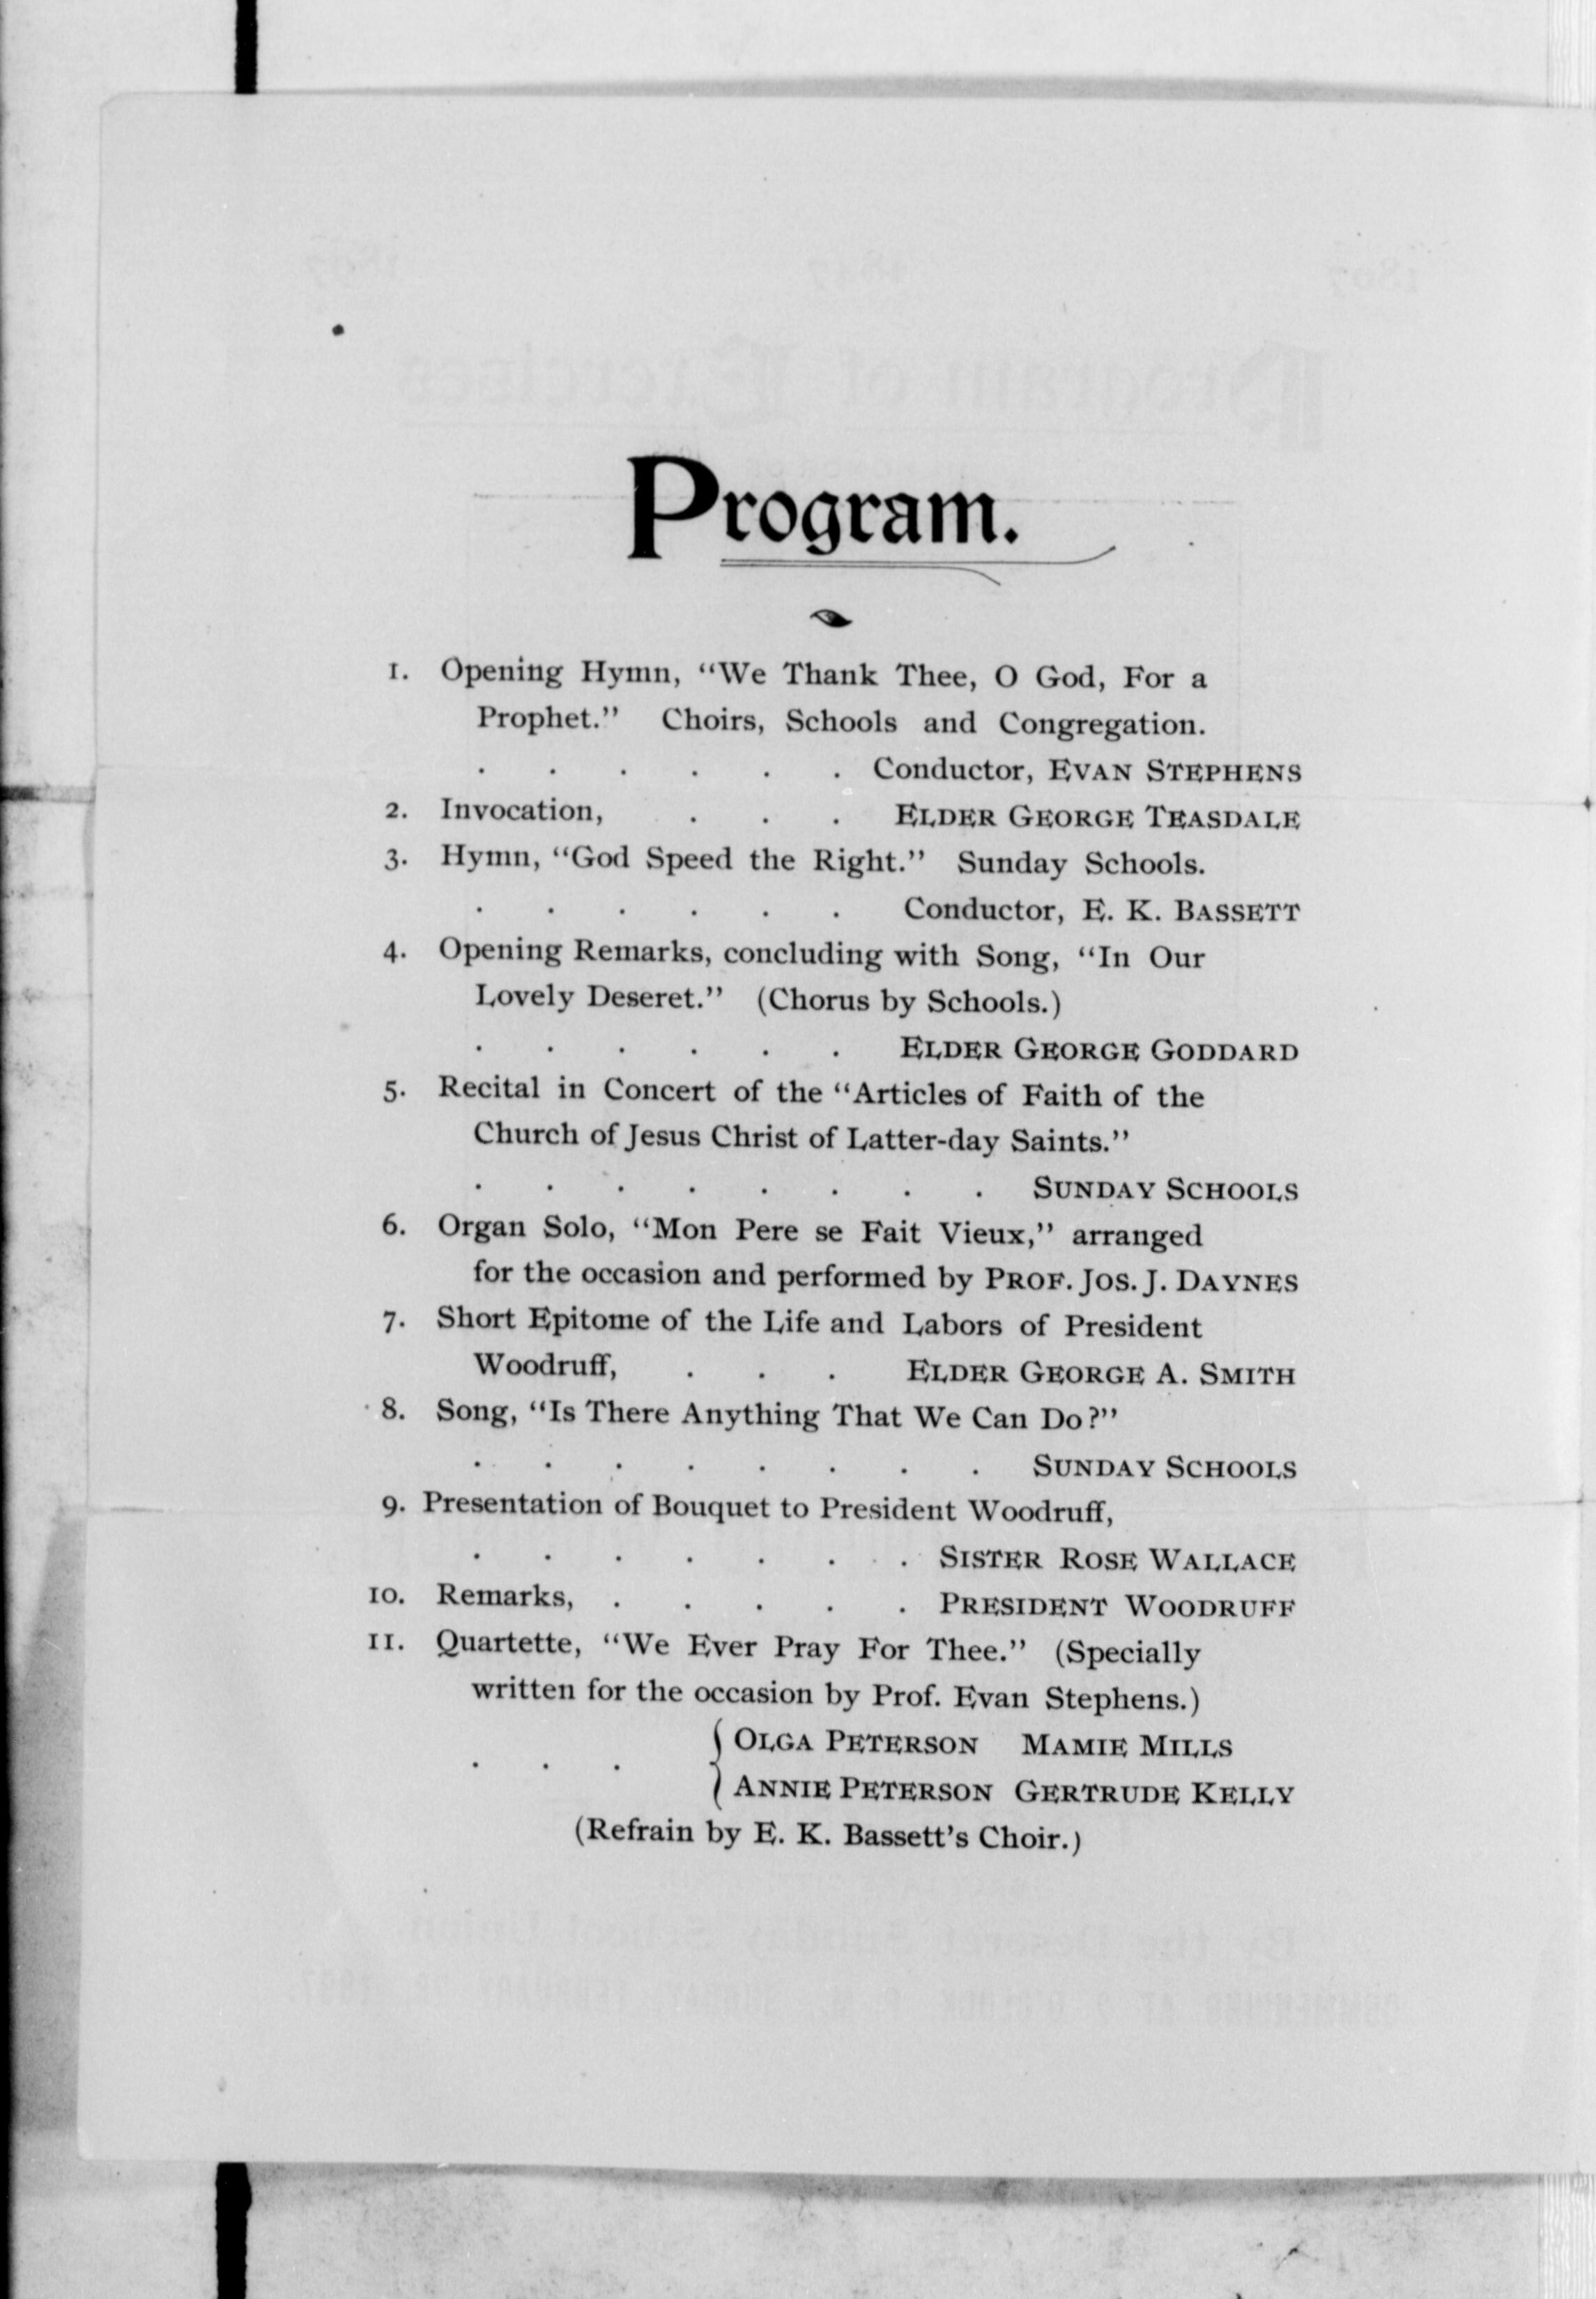 Program.
1. Opening Hymn, "We Thank Thee, O God, For a
Prophet." Choirs, Schools and Congregation.
. . . . . . Conductor, EVAN STEPHENS
2. Invocation, . . . ELDER GEORGE TEASDALE
3. Hymn, "God Speed the Right." Sunday Schools.
. . . . . . Conductor, E. K. BASSETT
4. Opening Remarks, concluding with Song, "In Our
Lovely Deseret." (Chorus by Schools.)
. . . . . . ELDER GEORGE GODDARD
5. Recital in Concert of the "Articles of Faith of the
Church of Jesus Christ of Latter-day Saints."
. . . . . . . . SUNDAY SCHOOLS
6. Organ Solo, "Mon Pere se Fait Vieux," arranged
for the occasion and performed by PROF. JOS. J. DAYNES
7. Short Epitome of the Life and Labors of President
Woodruff, . . . ELDER GEORGE A. SMITH
8. Song, "Is There Anything That We Can Do?"
. . . . . . . . SUNDAY SCHOOLS
9. Presentation of Bouquet to President Woodruff,
. . . . . . . SISTER ROSE WALLACE
10. Remarks, . . . . . PRESIDENT WOODRUFF
11. Quartette, "We Ever Pray For Thee." (Specially
written for the occasion by Prof. Evan Stephens.)
. . . { OLGA PETERSON MAMIE MILLS
ANNIE PETERSON GERTRUDE KELLY
(Refrain by E. K. Bassett's Choir.)